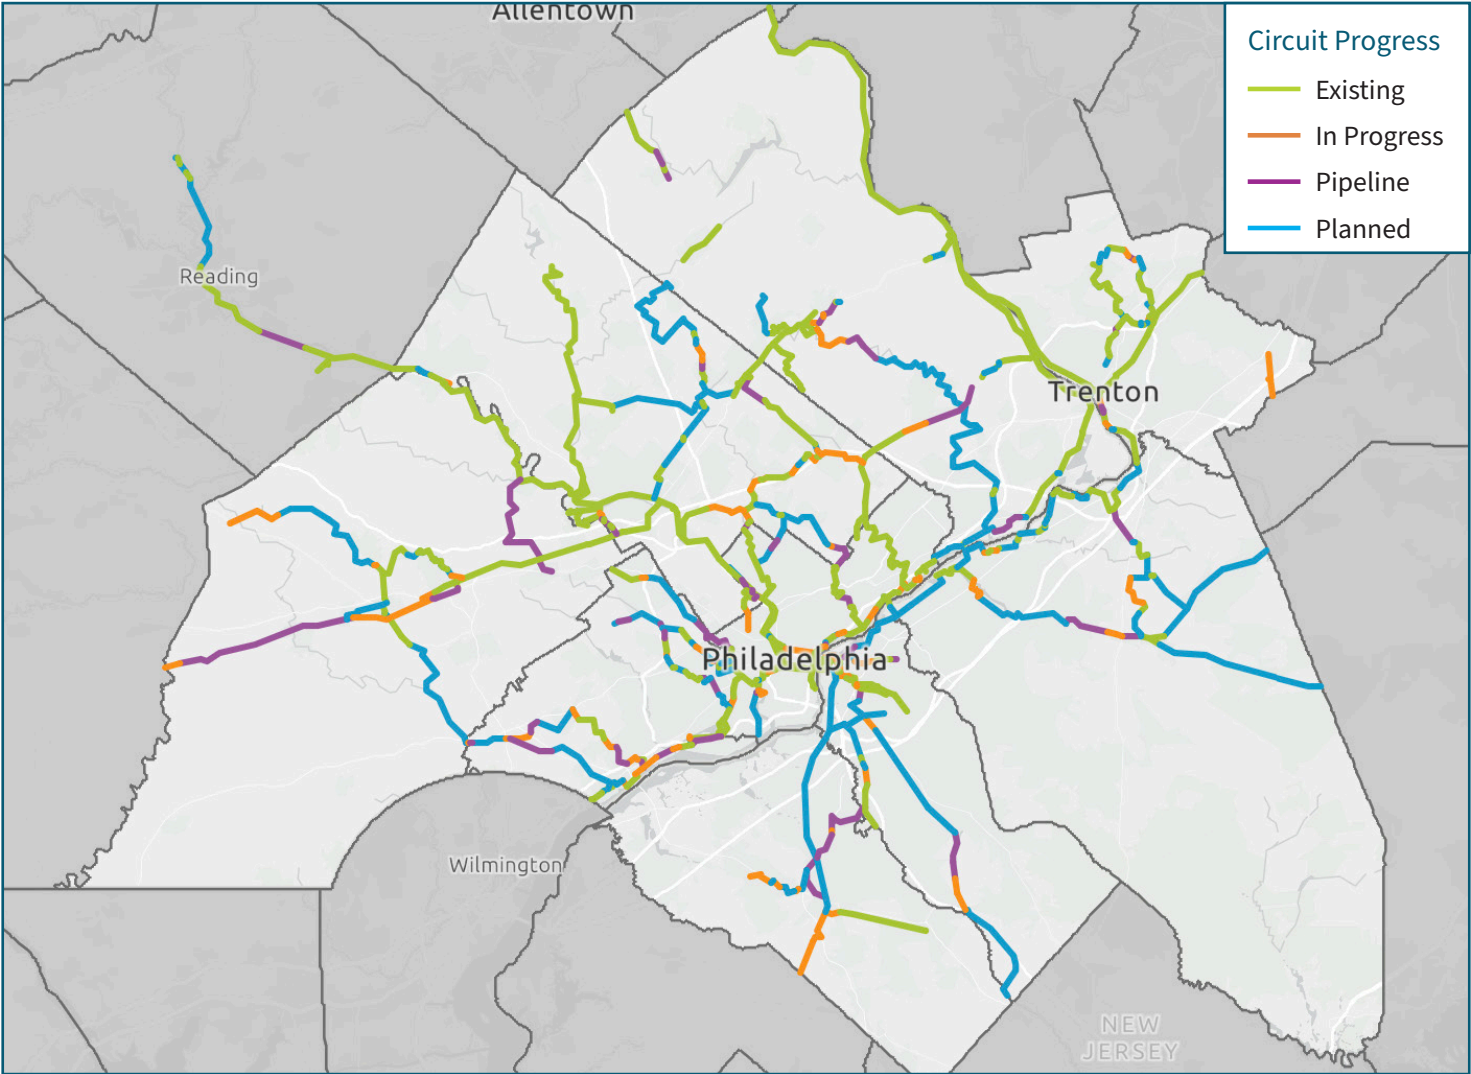 Allentown
Circuit Progress
Existing
In Progress
Pipeline
Planned
Reading
Trenton
Philadelphia
Wilmington
NEW
JERSEY